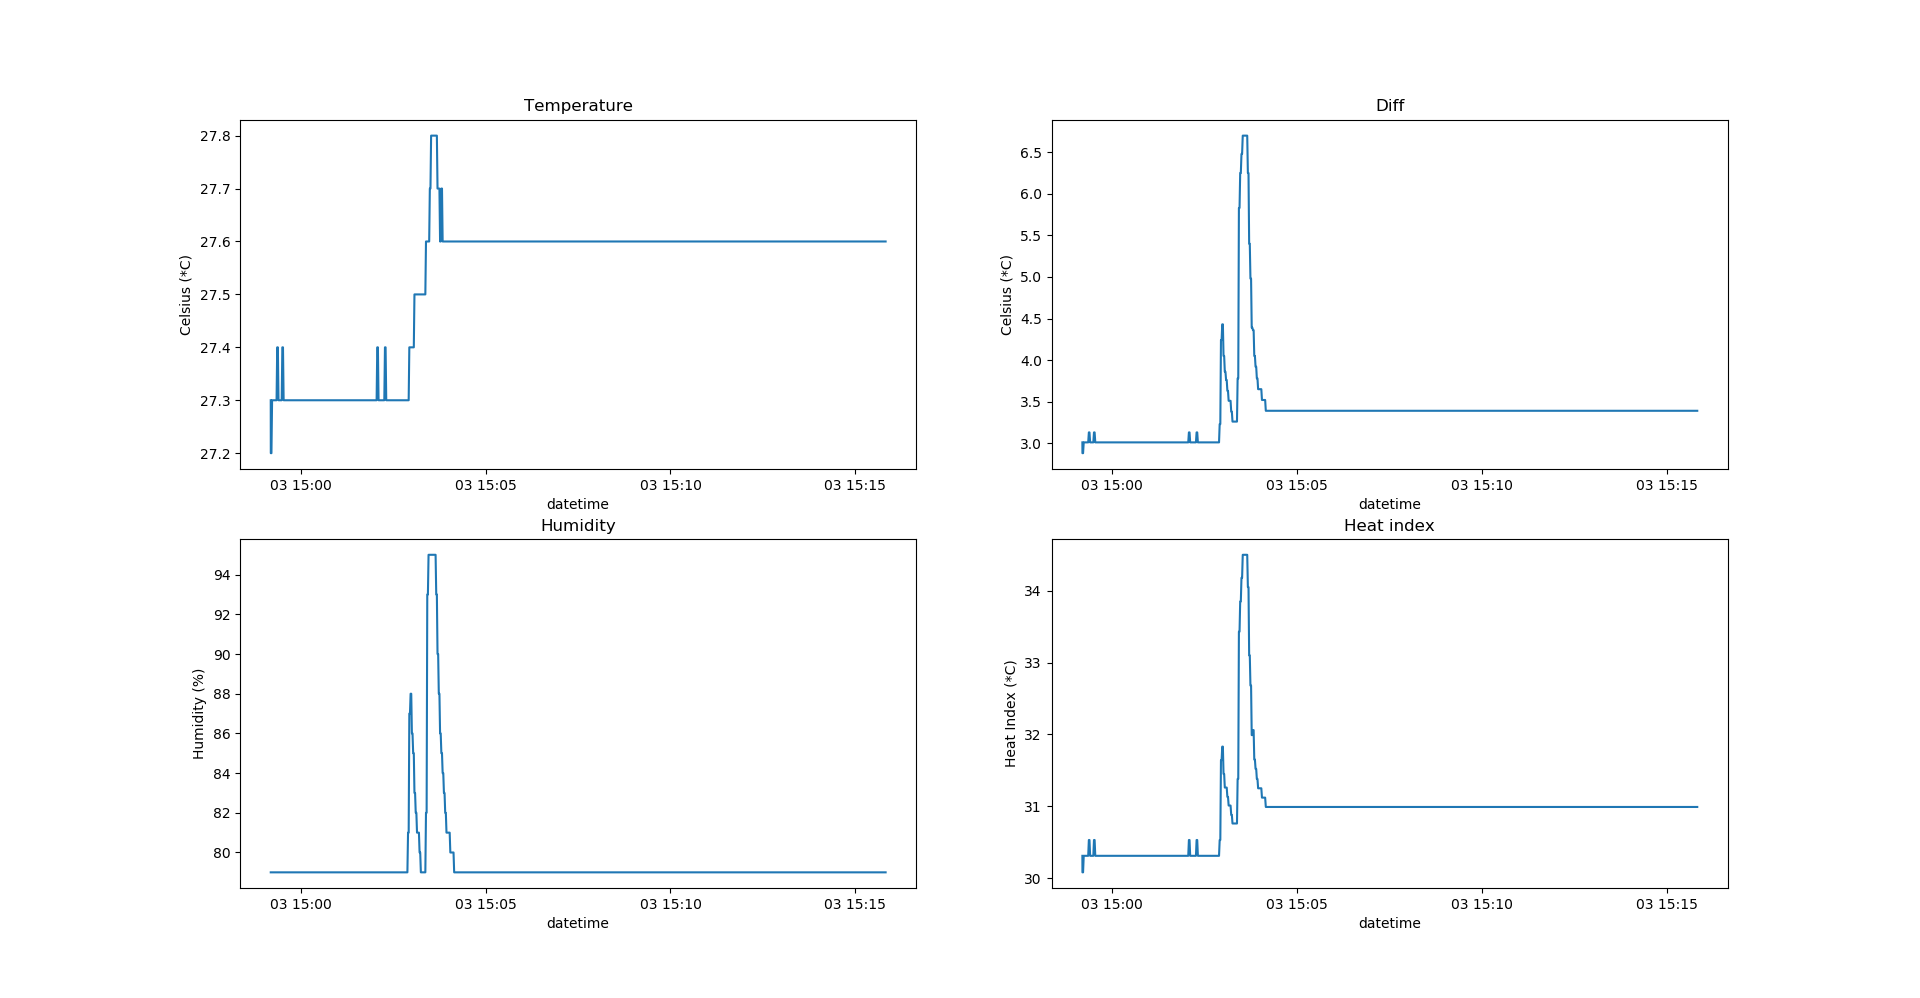 Temperature
27.8
27.7
27.6
27.5
27.4
27.3
27.2
Celsius (*C)
03 15:00 03 15:05 03 15:10 03 15:15
datetime
Diff
6.5
6.0
5.5
5.0
4.5
4.0
3.5
3.0
Celsius (*C)
03 15:00 03 15:05 03 15:10 03 15:15
datetime
Humidity
94
92
90
88
86
84
82
80
Humidity (%)
03 15:00 03 15:05 03 15:10 03 15:15
datetime
Heat index
34
33
32
31
30
Heat Index (*C)
03 15:00 03 15:05 03 15:10 03 15:15
datetime